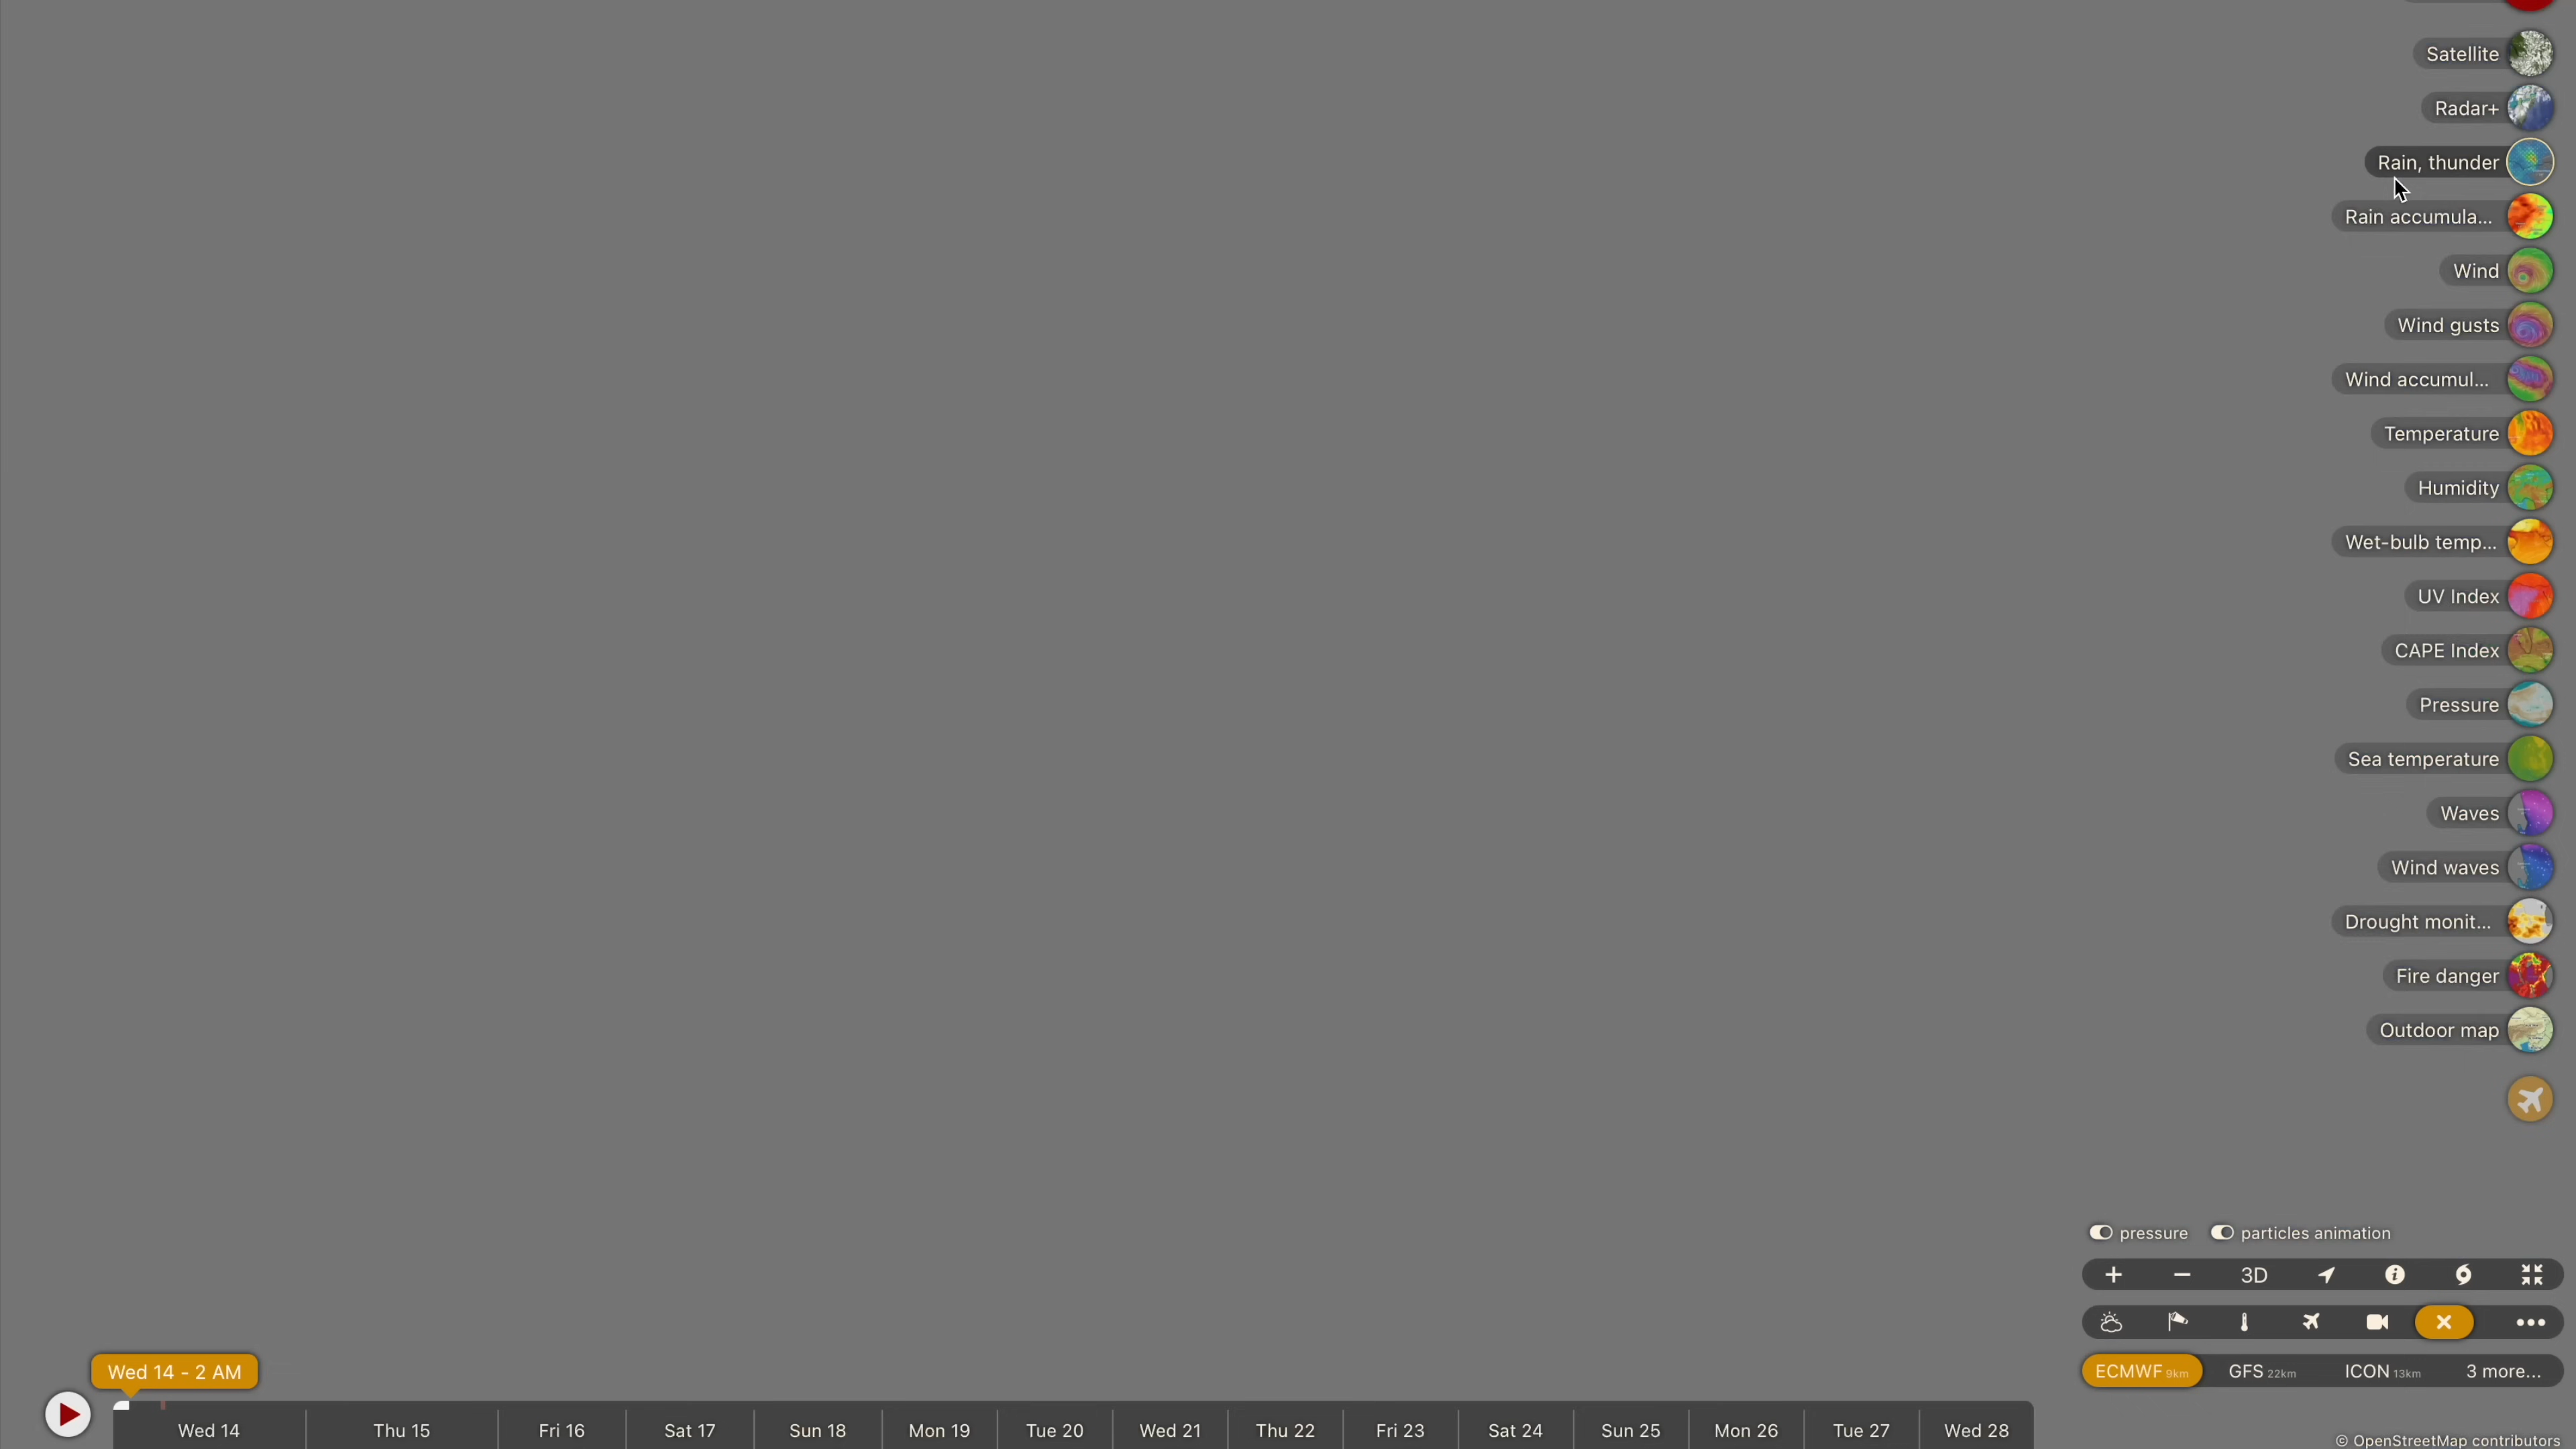 Satellite
Radar+
Rain, thunder
Rain accumula...
Wind
Wind gusts
Wind accumul...
Temperature
Humidity
Wet-bulb temp...
UV Index
CAPE Index
Pressure
Sea temperature
Waves
Wind waves
Drought monit...
Fire danger
Outdoor map
pressure particles animation
3D
ECMWF 9km GFS 22km ICON 13km 3 more...
Wed 14 - 2 AM
Wed 14 Thu 15 Fri 16 Sat 17 Sun 18 Mon 19 Tue 20 Wed 21 Thu 22 Fri 23 Sat 24 Sun 25 Mon 26 Tue 27 Wed 28
© OpenStreetMap contributors